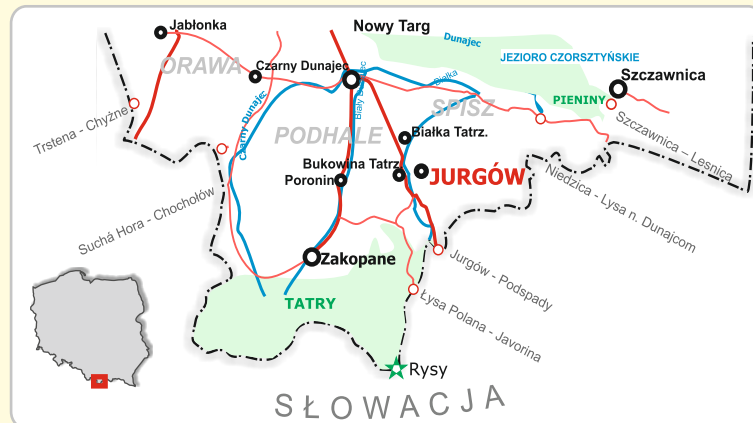 Jabłonka
Nowy Targ
Dunajec
JEZIORO CZORSZTYŃSKIE
ORAWA
Czarny Dunajec
Białka
Szczawnica
Biały Dunajec
SPISZ
PIENINY
Czarny Dunajec
Trstena - Chyżne
PODHALE
Białka Tatrz.
Szczawnica - Lesnica
Bukowina Tatrz.
Poronin
JURGÓW
Niedzica - Lysa n. Dunajcom
Suchá Hora - Chochołów
Zakopane
Jurgów - Podspady
TATRY
Łysa Polana - Javorina
Rysy
SŁOWACJA